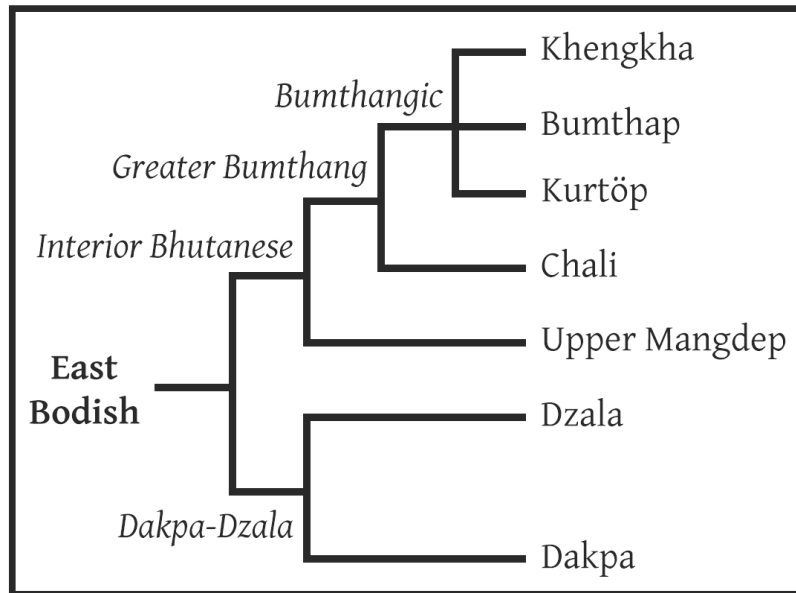 Khengkha
Bumthangic
Bumthap
Greater Bumthang
Kurtöp
Interior Bhutanese
Chali
Upper Mangdep
East
Bodish
Dzala
Dakpa-Dzala
Dakpa